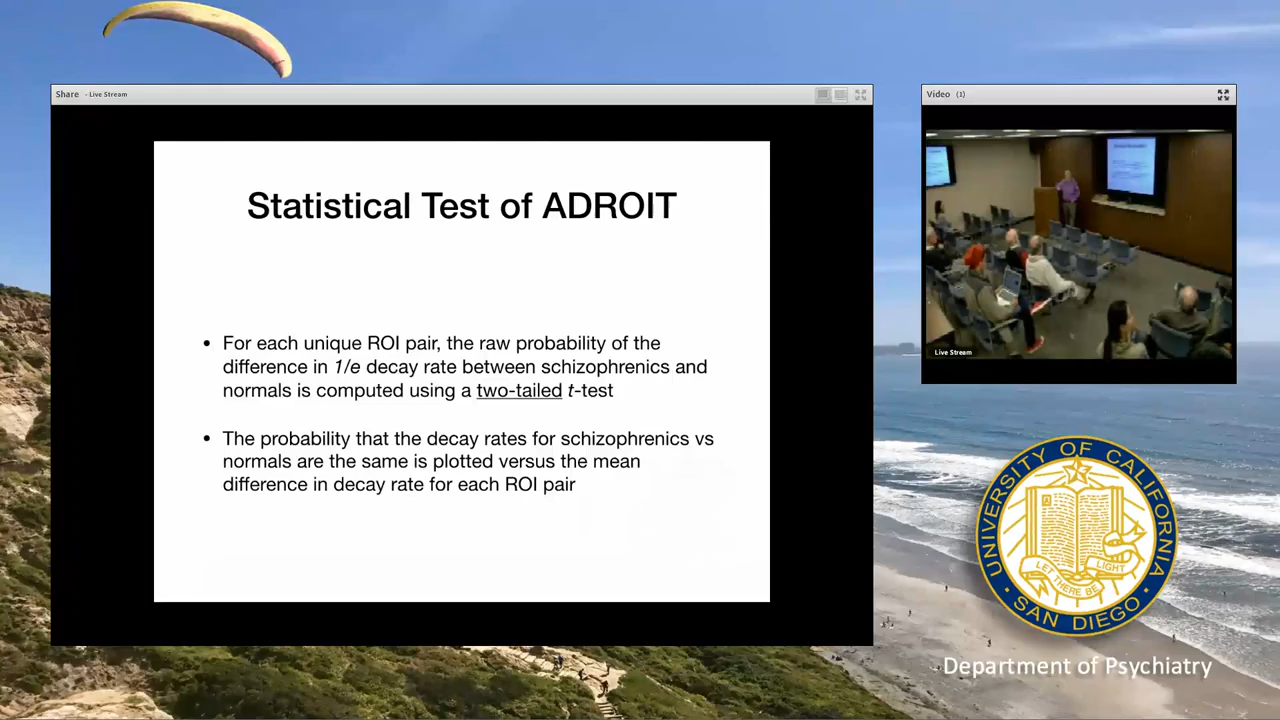 Share - Live Stream
Statistical Test of ADROIT
• For each unique ROI pair, the raw probability of the
difference in 1/e decay rate between schizophrenics and
normals is computed using a two-tailed t-test
• The probability that the decay rates for schizophrenics vs
normals are the same is plotted versus the mean
difference in decay rate for each ROI pair
Video (1)
Live Stream
UNIVERSITY OF CALIFORNIA
LET THERE BE LIGHT
SAN DIEGO
Department of Psychiatry